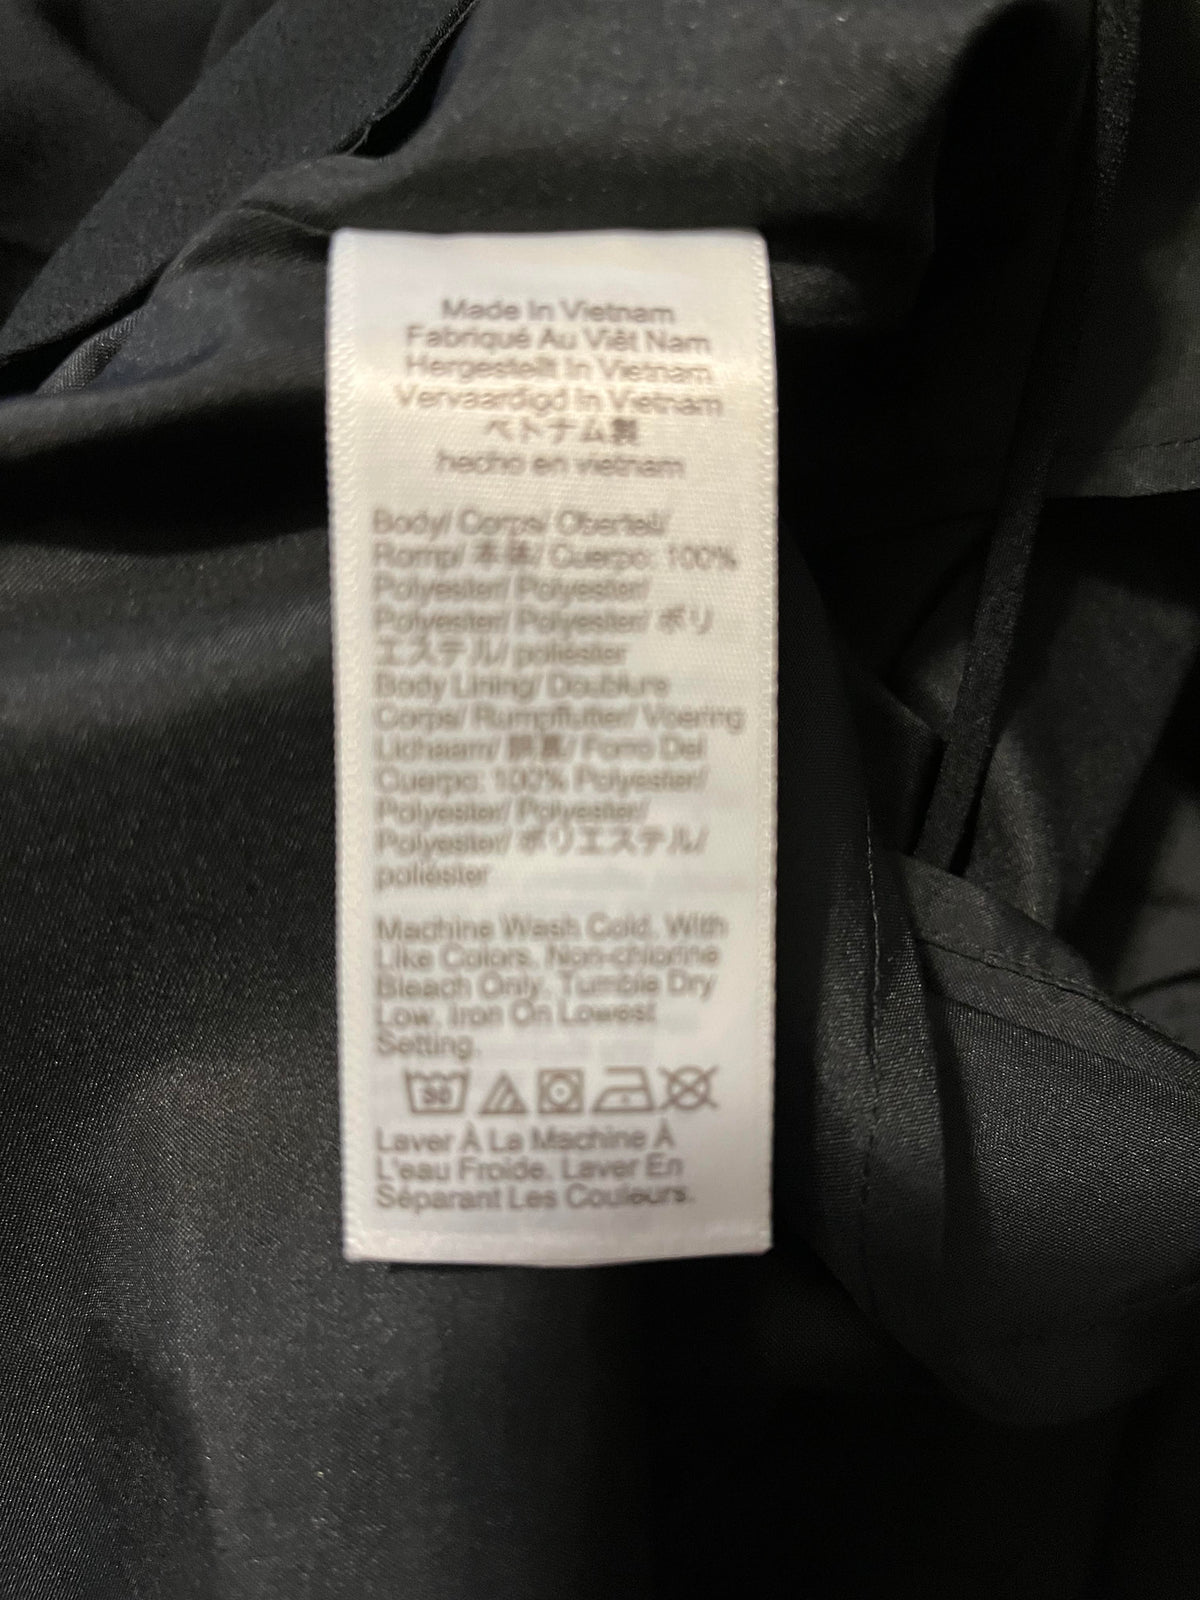 Made In Vietnam
Fabriqué Au Viêt Nam
Hergestellt In Vietnam
Vervaardigd In Vietnam
ベトナム製
hecho en vietnam
Body/ Corps/ Oberteil/
Romp/ 本体/ Cuerpo: 100%
Polyester/ Polyester/
Polyester/ Polyester/ ポリ
エステル/ poliéster
Body Lining/ Doublure
Corps/ Rumpffutter/ Voering
Lichaam/ 胴裏/ Forro Del
Cuerpo: 100% Polyester/
Polyester/ Polyester/
Polyester/ ポリエステル/
poliéster
Machine Wash Cold, With
Like Colors, Non-chlorine
Bleach Only, Tumble Dry
Low, Iron On Lowest
Setting.
30
Laver À La Machine À
L'eau Froide, Laver En
Séparant Les Couleurs.